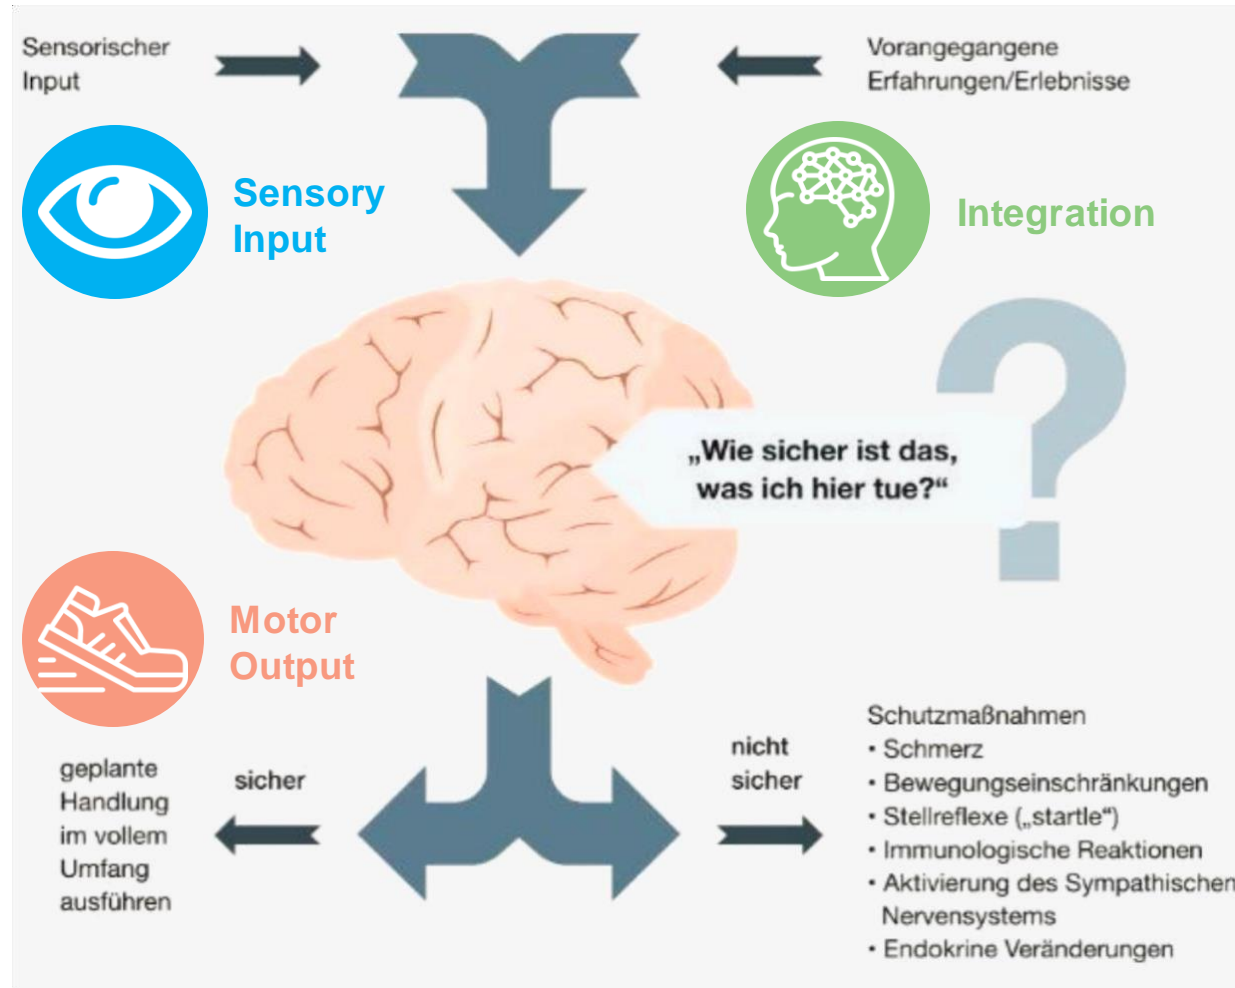 Sensorischer
Input
Vorangegangene
Erfahrungen/Erlebnisse
Sensory
Input
Integration
„Wie sicher ist das,
was ich hier tue?“
Motor
Output
geplante
Handlung
im vollem
Umfang
ausführen
sicher
nicht
sicher
Schutzmaßnahmen
• Schmerz
• Bewegungseinschränkungen
• Stellreflexe („startle“)
• Immunologische Reaktionen
• Aktivierung des Sympathischen
Nervensystems
• Endokrine Veränderungen